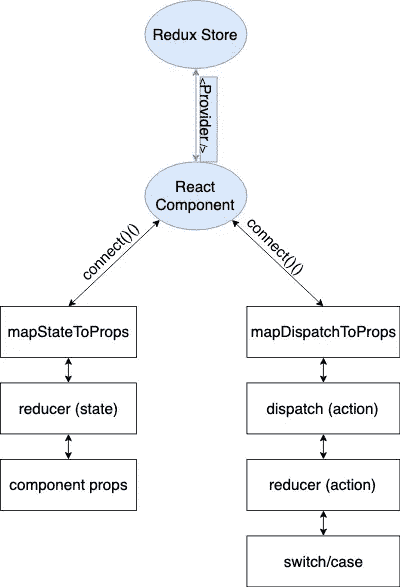 Redux Store
<Provider />
React
Component
connect()()
connect()()
mapStateToProps
mapDispatchToProps
reducer (state)
dispatch (action)
component props
reducer (action)
switch/case